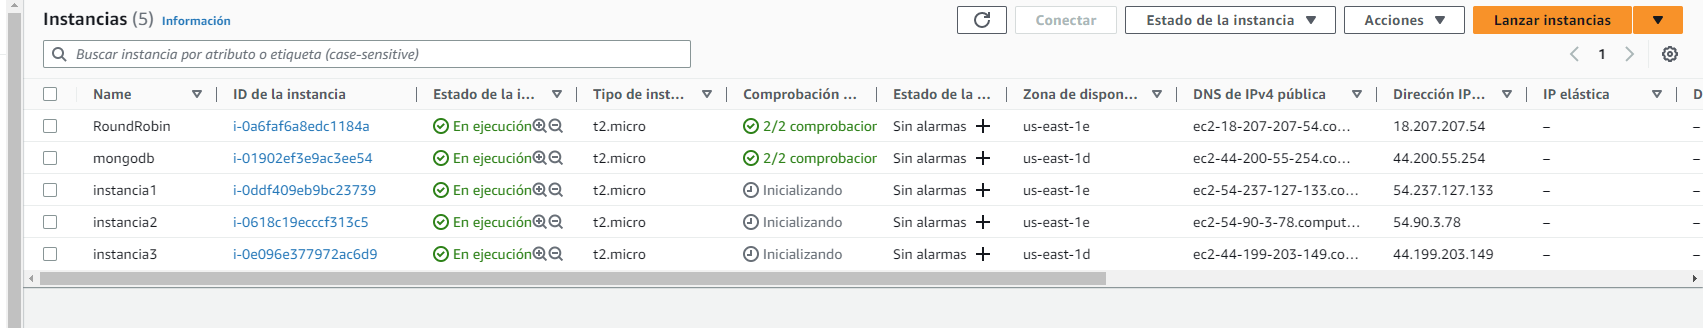 Instancias (5) Información Conectar Estado de la instancia Acciones Lanzar instancias
Buscar instancia por atributo o etiqueta (case-sensitive) 1
Name ID de la instancia Estado de la i... Tipo de inst... Comprobación ... Estado de la ... Zona de dispon... DNS de IPv4 pública Dirección IP... IP elástica D
RoundRobin i-0a6faf6a8edc1184a En ejecución t2.micro 2/2 comprobacior Sin alarmas + us-east-1e ec2-18-207-207-54.co... 18.207.207.54 –
mongodb i-01902ef3e9ac3ee54 En ejecución t2.micro 2/2 comprobacior Sin alarmas + us-east-1d ec2-44-200-55-254.co... 44.200.55.254 –
instancia1 i-0ddf409eb9bc23739 En ejecución t2.micro Inicializando Sin alarmas + us-east-1e ec2-54-237-127-133.co... 54.237.127.133 –
instancia2 i-0618c19ecccf313c5 En ejecución t2.micro Inicializando Sin alarmas + us-east-1e ec2-54-90-3-78.comput... 54.90.3.78 –
instancia3 i-0e096e377972ac6d9 En ejecución t2.micro Inicializando Sin alarmas + us-east-1d ec2-44-199-203-149.co... 44.199.203.149 –